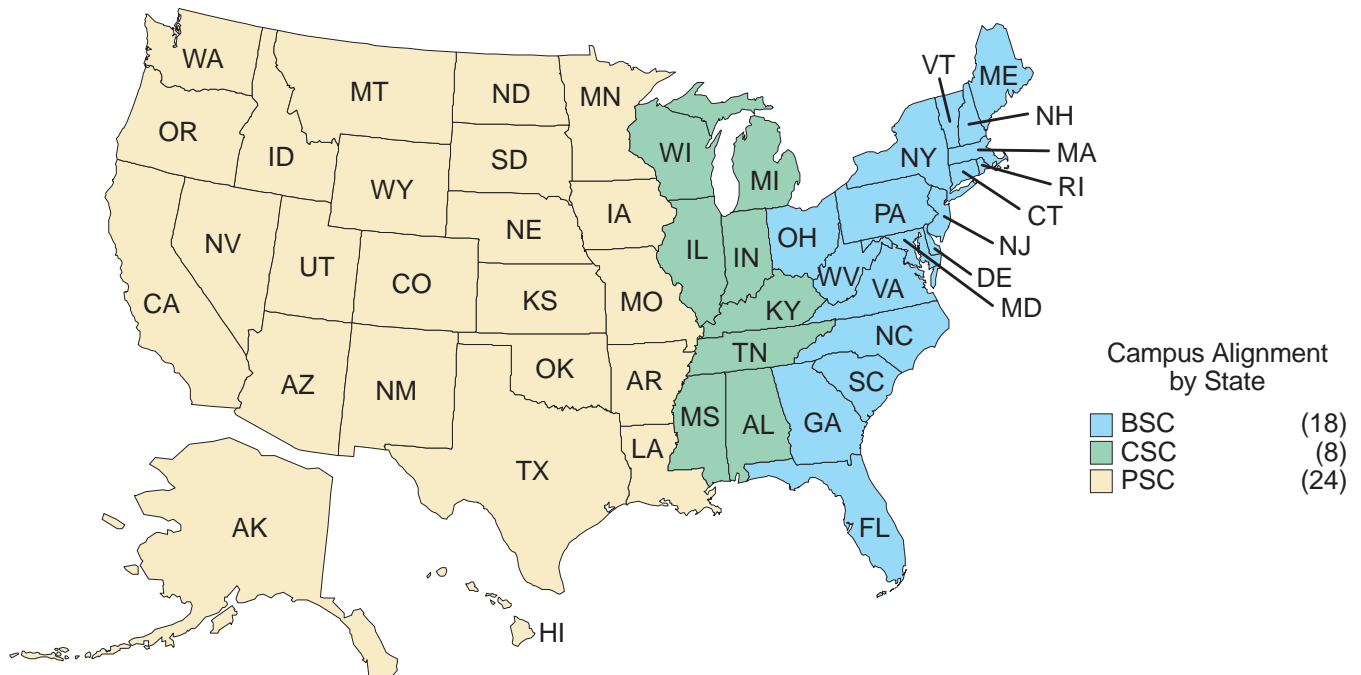 WA
MT
ND
MN
VT
ME
OR
ID
SD
WI
MI
NY
NH
MA
WY
RI
IA
PA
CT
NV
NE
NJ
UT
CO
IL
IN
OH
WV
DE
CA
KS
MO
KY
VA
MD
AZ
NM
OK
AR
TN
NC
SC
MS
AL
GA
LA
TX
FL
AK
HI
Campus Alignment
by State
BSC (18)
CSC (8)
PSC (24)